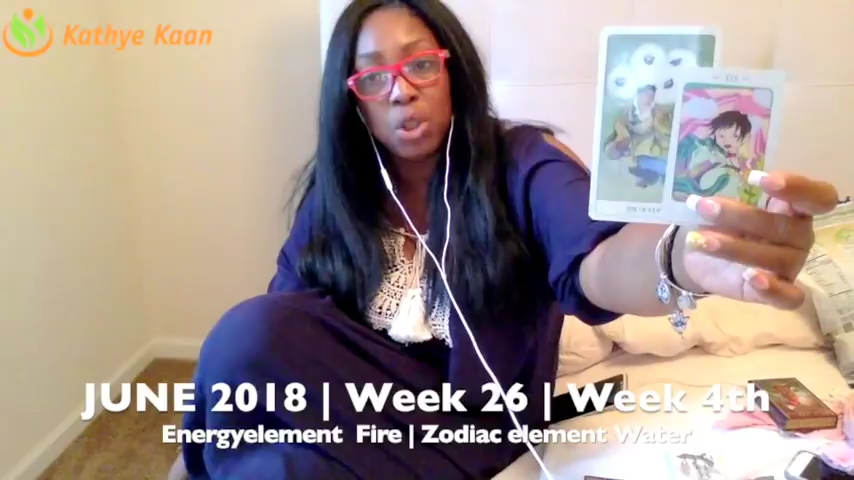 Kathye Kaan
JUNE 2018 | Week 26 | Week 4th
Energyelement Fire | Zodiac element Water